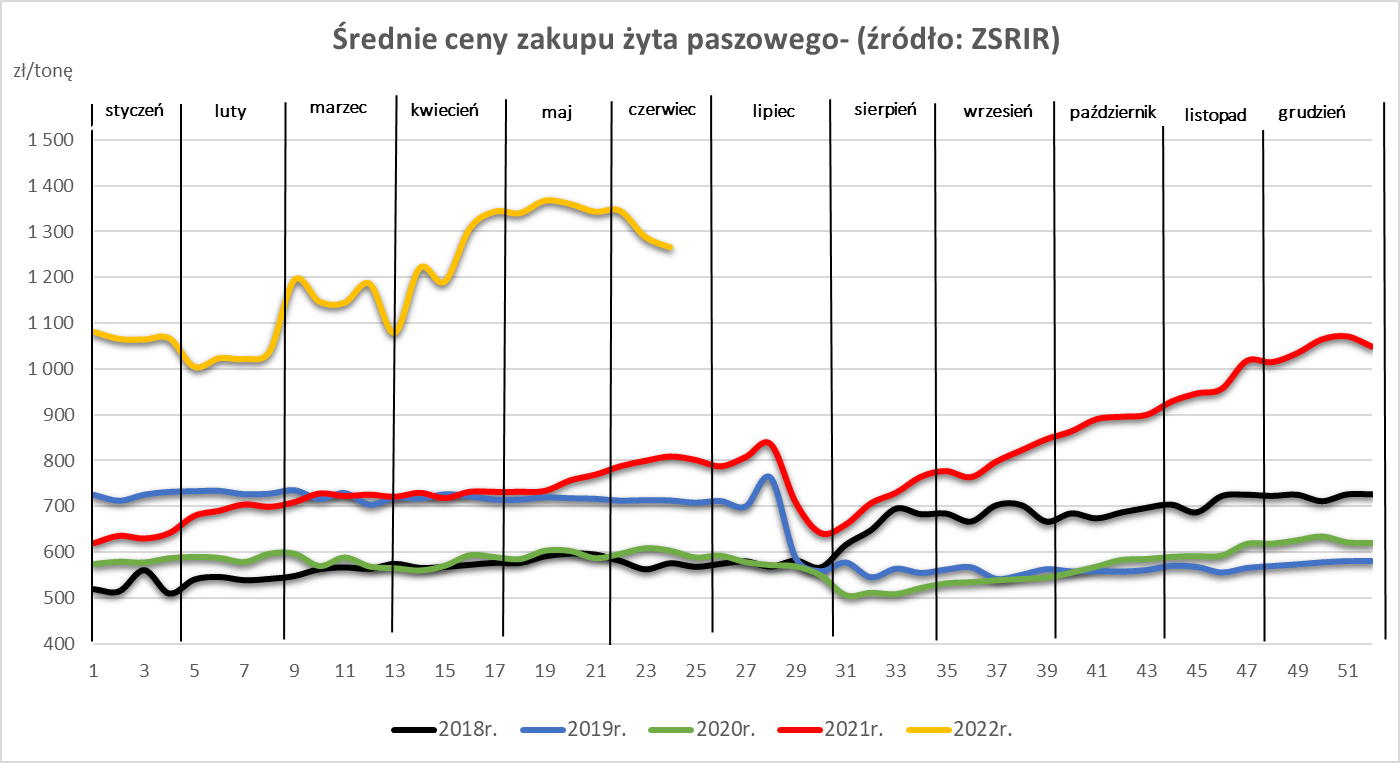 Średnie ceny zakupu żyta paszowego- (źródło: ZSRIR)
zł/tonę
styczeń luty marzec kwiecień maj czerwiec lipiec sierpień wrzesień październik listopad grudzień
1 500
1 400
1 300
1 200
1 100
1 000
900
800
700
600
500
400
1 3 5 7 9 11 13 15 17 19 21 23 25 27 29 31 33 35 37 39 41 43 45 47 49 51
2018r. 2019r. 2020r. 2021r. 2022r.